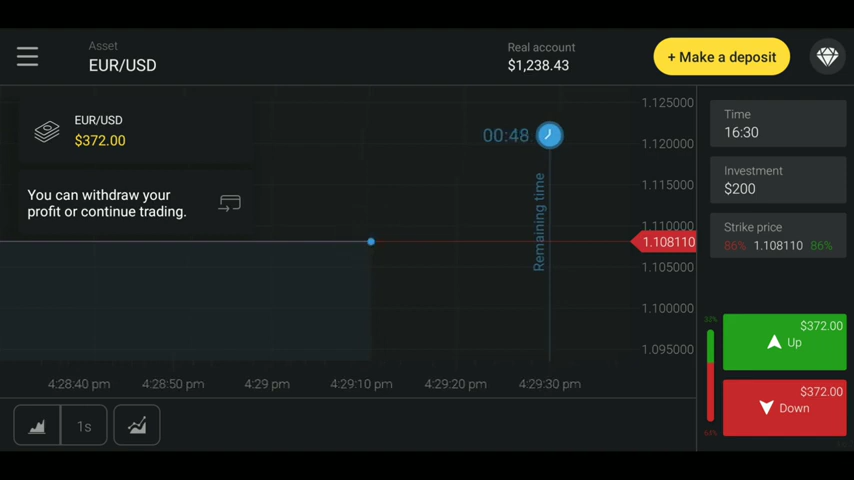 Asset
EUR/USD
Real account
$1,238.43
+ Make a deposit
EUR/USD
$372.00
You can withdraw your
profit or continue trading.
00:48
Remaining time
1.125000
1.120000
1.115000
1.110000
1.108110
1.105000
1.100000
1.095000
4:28:40 pm
4:28:50 pm
4:29 pm
4:29:10 pm
4:29:20 pm
4:29:30 pm
1s
Time
16:30
Investment
$200
Strike price
86% 1.108110 86%
$372.00
Up
$372.00
Down